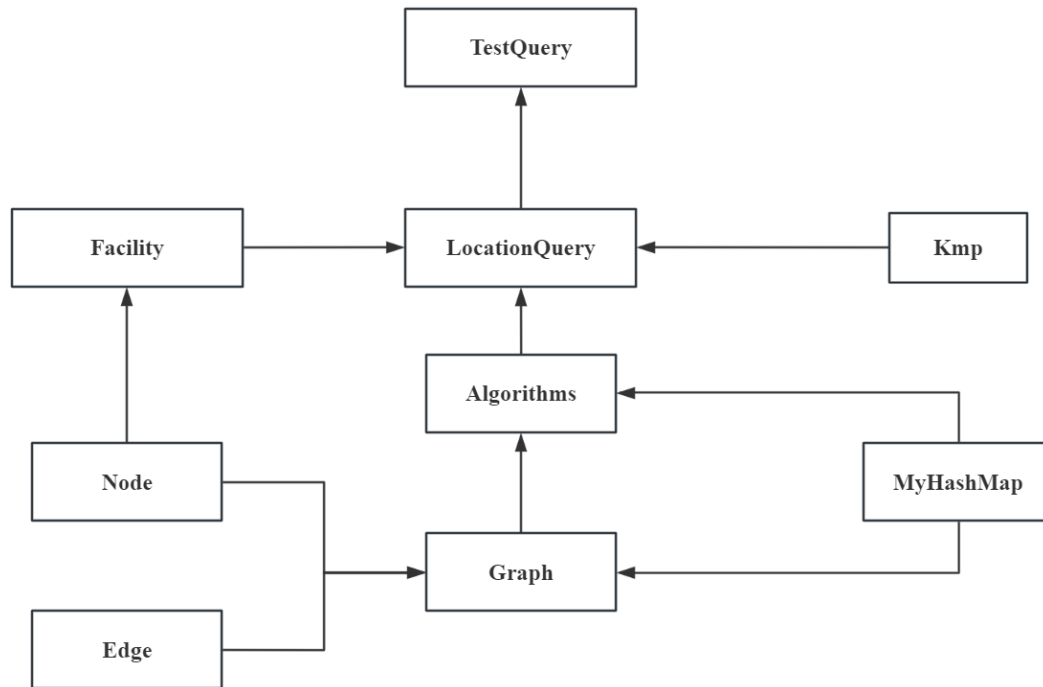 TestQuery
Facility
LocationQuery
Kmp
Algorithms
Node
MyHashMap
Graph
Edge